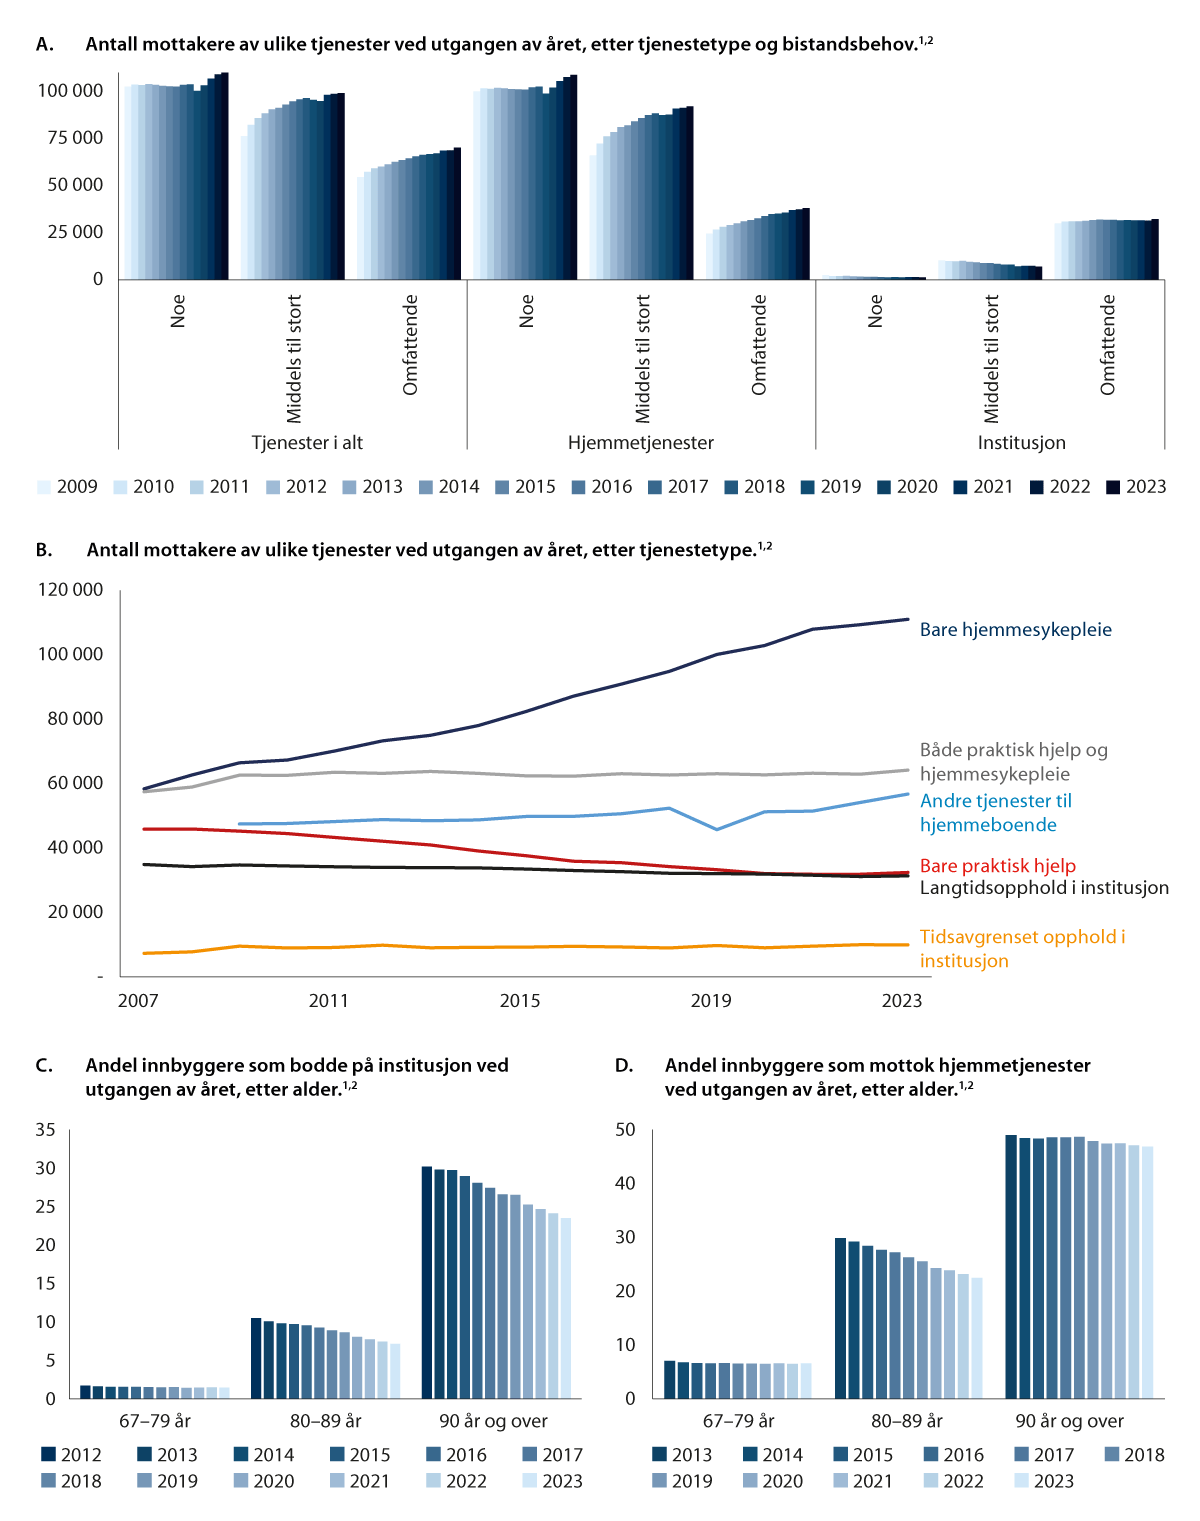 A. Antall mottakere av ulike tjenester ved utgangen av året, etter tjenestetype og bistandsbehov.1,2
100 000
75 000
50 000
25 000
0
Noe
Middels til stort
Omfattende
Noe
Middels til stort
Omfattende
Noe
Middels til stort
Omfattende
Tjenester i alt
Hjemmetjenester
Institusjon
2009 2010 2011 2012 2013 2014 2015 2016 2017 2018 2019 2020 2021 2022 2023
B. Antall mottakere av ulike tjenester ved utgangen av året, etter tjenestetype.1,2
120 000
100 000
80 000
60 000
40 000
20 000
-
Bare hjemmesykepleie
Både praktisk hjelp og
hjemmesykepleie
Andre tjenester til
hjemmeboende
Bare praktisk hjelp
Langtidsopphold i institusjon
Tidsavgrenset opphold i
institusjon
2007 2011 2015 2019 2023
C. Andel innbyggere som bodde på institusjon ved
utgangen av året, etter alder.1,2
35
30
25
20
15
10
5
0
67–79 år 80–89 år 90 år og over
2012 2013 2014 2015 2016 2017
2018 2019 2020 2021 2022 2023
D. Andel innbyggere som mottok hjemmetjenester
ved utgangen av året, etter alder.1,2
50
40
30
20
10
0
67–79 år 80–89 år 90 år og over
2013 2014 2015 2016 2017 2018
2019 2020 2021 2022 2023